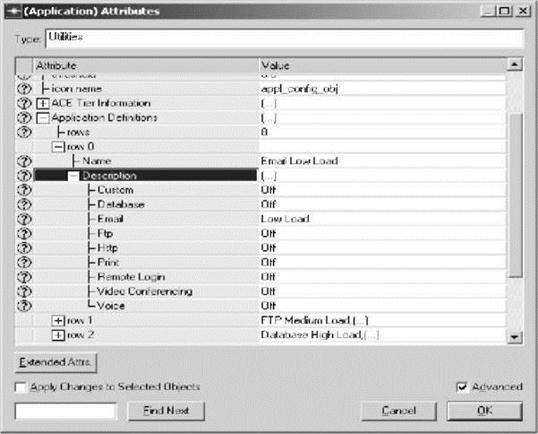 (Application) Attributes
Type: Utilities
Attribute Value
threshold
icon name appl_config_obj
ACE Tier Information (...)
Application Definitions (...)
rows 8
row 0
Name Email Low Load
Description (...)
Custom Off
Database Off
Email Low Load
Ftp Off
Http Off
Print Off
Remote Login Off
Video Conferencing Off
Voice Off
row 1 FTP Medium Load,(...)
row 2 Database High Load,(...)
Extended Attrs.
Apply Changes to Selected Objects Advanced
Find Next Cancel OK